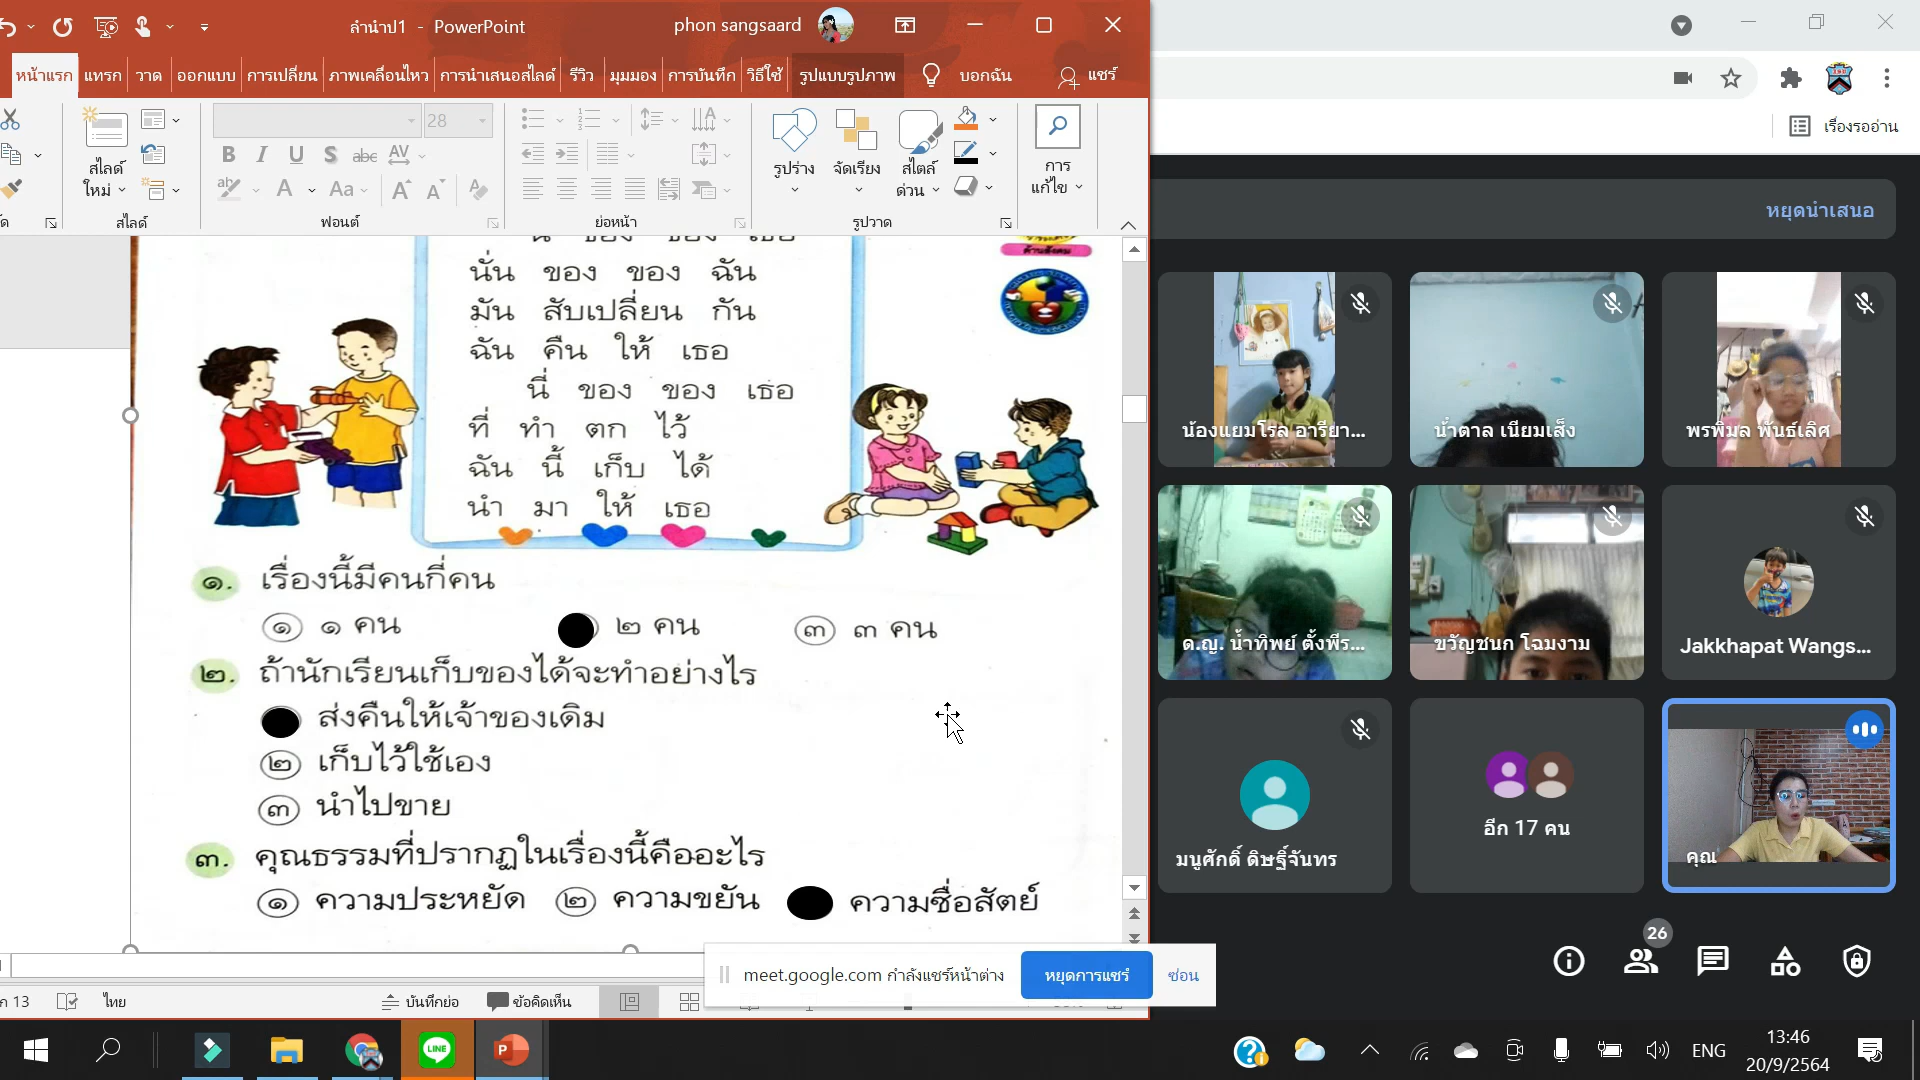 ลำนำป1 - PowerPoint
phon sangsaard
หน้าแรก แทรก วาด ออกแบบ การเปลี่ยน ภาพเคลื่อนไหว การนำเสนอสไลด์ รีวิว มุมมอง การบันทึก วิธีใช้ รูปแบบรูปภาพ บอกฉัน แชร์
28
สไลด์
ใหม่
B I U S abc AV
Aa A A
รูปร่าง จัดเรียง สไตล์
ด่วน
การ
แก้ไข
สไลด์ ฟอนต์ ย่อหน้า รูปวาด
เรื่องรออ่าน
หยุดนำเสนอ
นั่น ของ ของ ฉัน
มัน สับเปลี่ยน กัน
ฉัน คืน ให้ เธอ
นี่ ของ ของ เธอ
ที่ ทำ ตก ไว้
ฉัน นี้ เก็บ ได้
นำ มา ให้ เธอ
๑. เรื่องนี้มีคนกี่คน
๑ ๑ คน ๒ คน ๓ ๓ คน
๒. ถ้านักเรียนเก็บของได้จะทำอย่างไร
ส่งคืนให้เจ้าของเดิม
๒ เก็บไว้ใช้เอง
๓ นำไปขาย
๓. คุณธรรมที่ปรากฏในเรื่องนี้คืออะไร
๑ ความประหยัด ๒ ความขยัน ความซื่อสัตย์
น้องแยมโรล อารียา...
น้ำตาล เนียมเส็ง
พรพิมล พันธ์เลิศ
ด.ญ. น้ำทิพย์ ตั้งพีร...
ขวัญชนก โฉมงาม
Jakkhapat Wangs...
มนูศักดิ์ ดิษฐิ์จันทร
อีก 17 คน
คุณ
26
meet.google.com กำลังแชร์หน้าต่าง
หยุดการแชร์
ซ่อน
13 ไทย
บันทึกย่อ ข้อคิดเห็น
LINE
ENG
13:46
20/9/2564